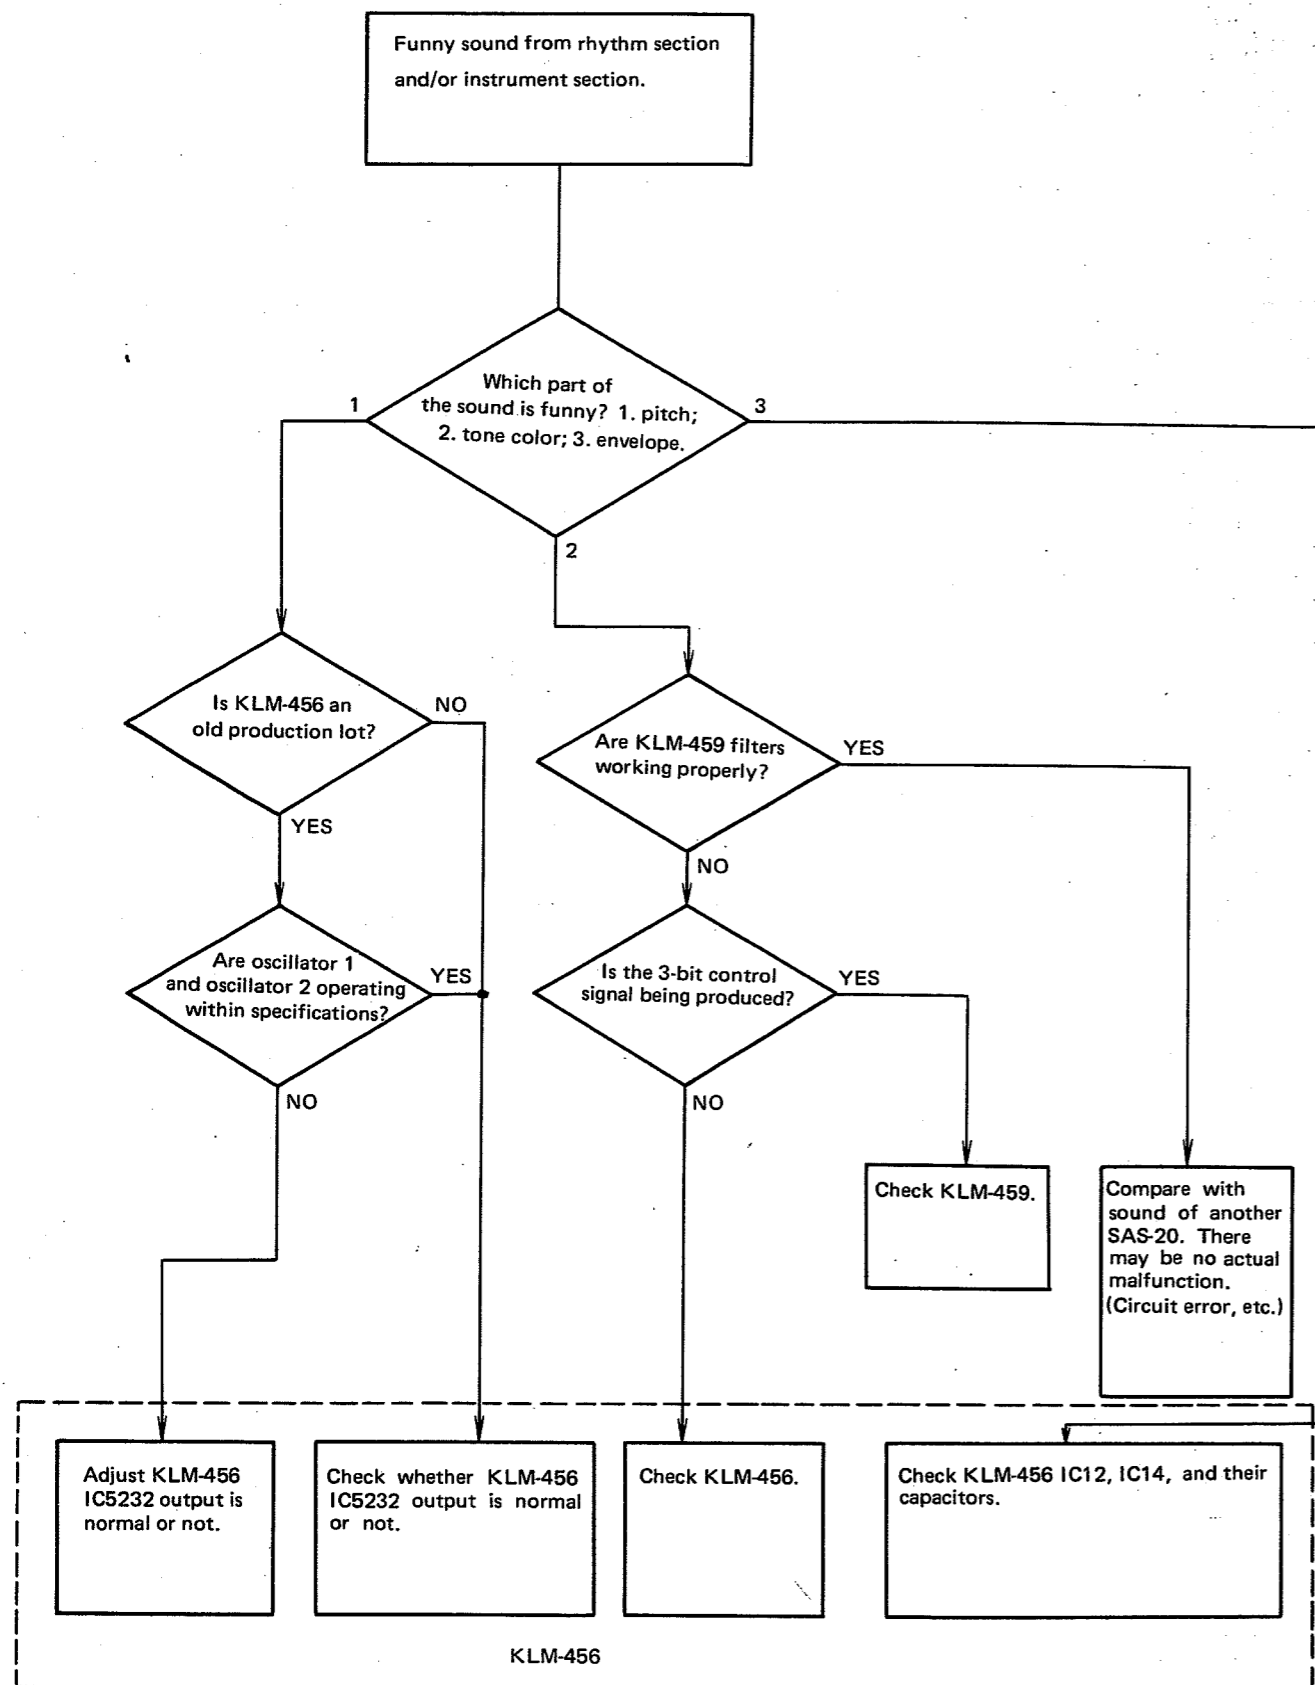 Funny sound from rhythm section
and/or instrument section.
Which part of
the sound is funny? 1. pitch;
2. tone color; 3. envelope.
1
3
2
Is KLM-456 an
old production lot?
NO
YES
Are KLM-459 filters
working properly?
YES
NO
Are oscillator 1
and oscillator 2 operating
within specifications?
YES
NO
Is the 3-bit control
signal being produced?
YES
NO
Check KLM-459.
Compare with
sound of another
SAS-20. There
may be no actual
malfunction.
(Circuit error, etc.)
Adjust KLM-456
IC5232 output is
normal or not.
Check whether KLM-456
IC5232 output is normal
or not.
Check KLM-456.
Check KLM-456 IC12, IC14, and their
capacitors.
KLM-456